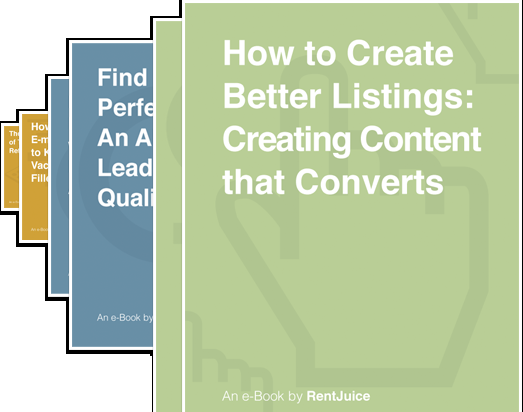 How to Create
Better Listings:
Creating Content
that Converts
An e-Book by RentJuice
Find
Perfe
An A
Lead
Quali
An e-Book by
How
E-m
to K
Vac
Fille
The
of
Re